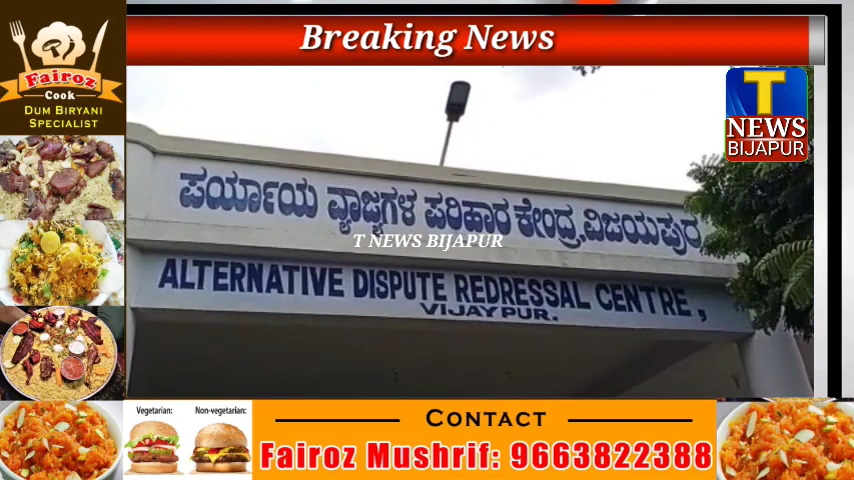 Breaking News
Fairoz
Cook
DUM BIRYANI
SPECIALIST
T
NEWS
BIJAPUR
ಪರ್ಯಾಯ ವ್ಯಾಜ್ಯಗಳ ಪರಿಹಾರ ಕೇಂದ್ರ, ವಿಜಯಪುರ
T NEWS BIJAPUR
ALTERNATIVE DISPUTE REDRESSAL CENTRE,
VIJAYPUR.
Vegetarian: Non-vegetarian:
CONTACT
Fairoz Mushrif: 9663822388